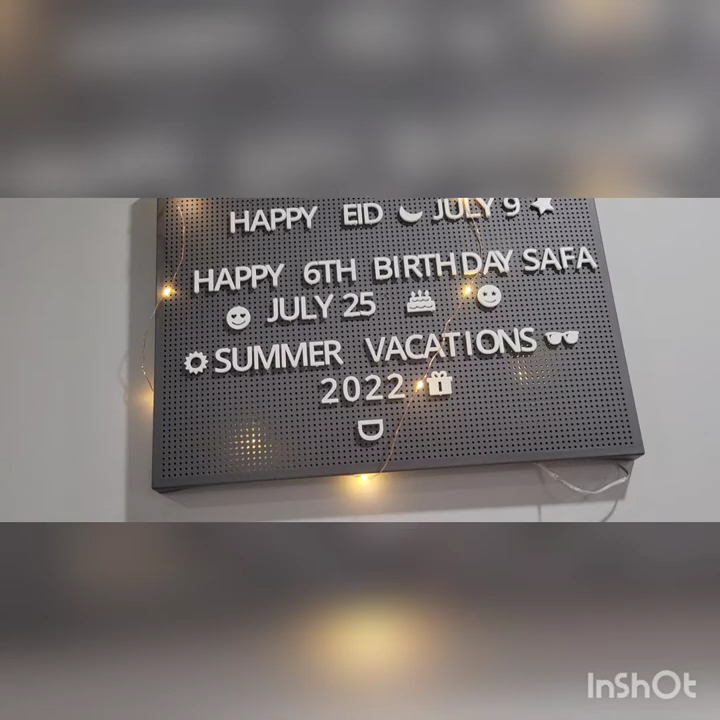 HAPPY EID JULY 9
HAPPY 6TH BIRTHDAY SAFA
JULY 25
SUMMER VACATIONS
2022
D
InShOt